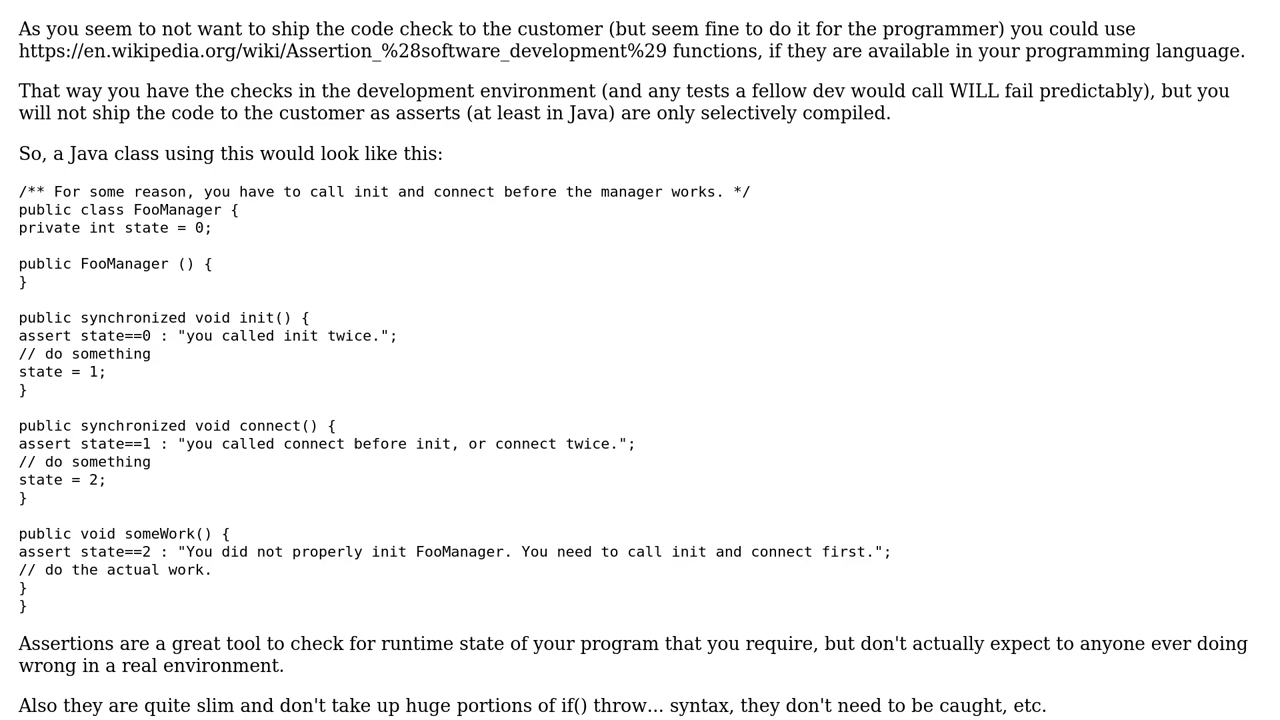 As you seem to not want to ship the code check to the customer (but seem fine to do it for the programmer) you could use
https://en.wikipedia.org/wiki/Assertion_%28software_development%29 functions, if they are available in your programming language.
That way you have the checks in the development environment (and any tests a fellow dev would call WILL fail predictably), but you
will not ship the code to the customer as asserts (at least in Java) are only selectively compiled.
So, a Java class using this would look like this:
/** For some reason, you have to call init and connect before the manager works. */
public class FooManager {
private int state = 0;
public FooManager () {
}
public synchronized void init() {
assert state==0 : "you called init twice.";
// do something
state = 1;
}
public synchronized void connect() {
assert state==1 : "you called connect before init, or connect twice.";
// do something
state = 2;
}
public void someWork() {
assert state==2 : "You did not properly init FooManager. You need to call init and connect first.";
// do the actual work.
}
}
Assertions are a great tool to check for runtime state of your program that you require, but don't actually expect to anyone ever doing
wrong in a real environment.
Also they are quite slim and don't take up huge portions of if() throw... syntax, they don't need to be caught, etc.